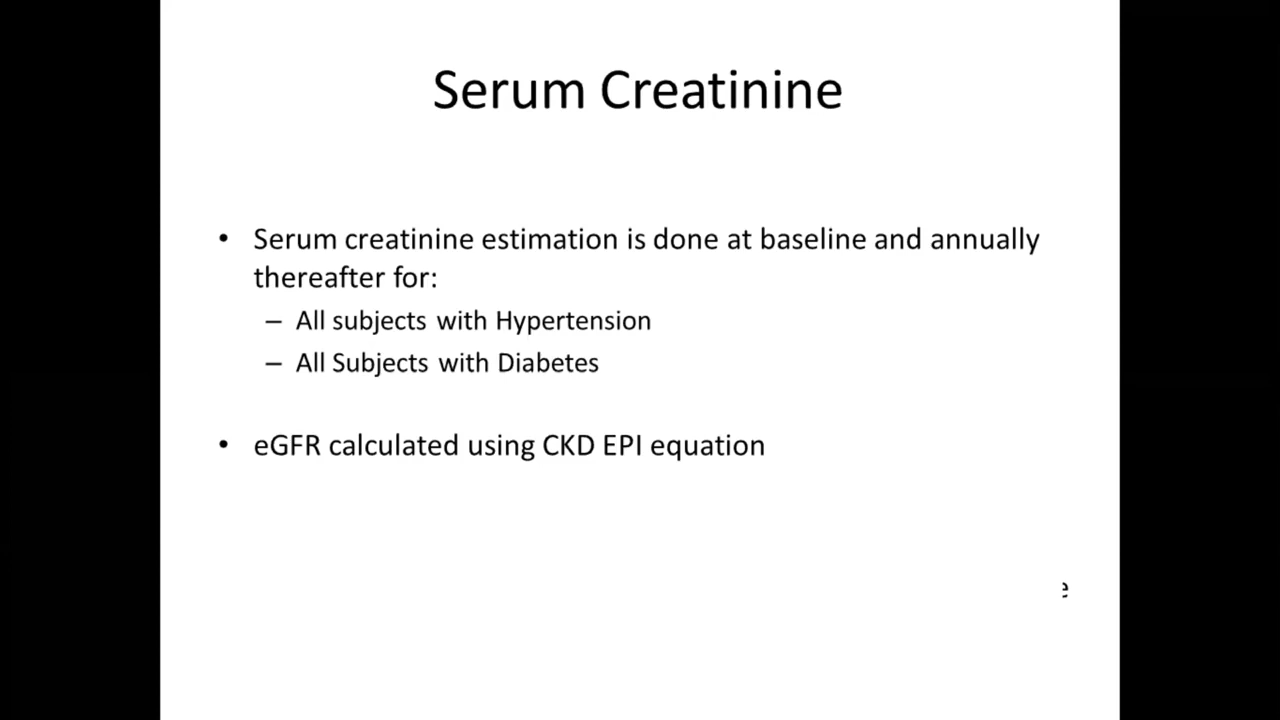 Serum Creatinine
• Serum creatinine estimation is done at baseline and annually
thereafter for:
– All subjects with Hypertension
– All Subjects with Diabetes
• eGFR calculated using CKD EPI equation
e